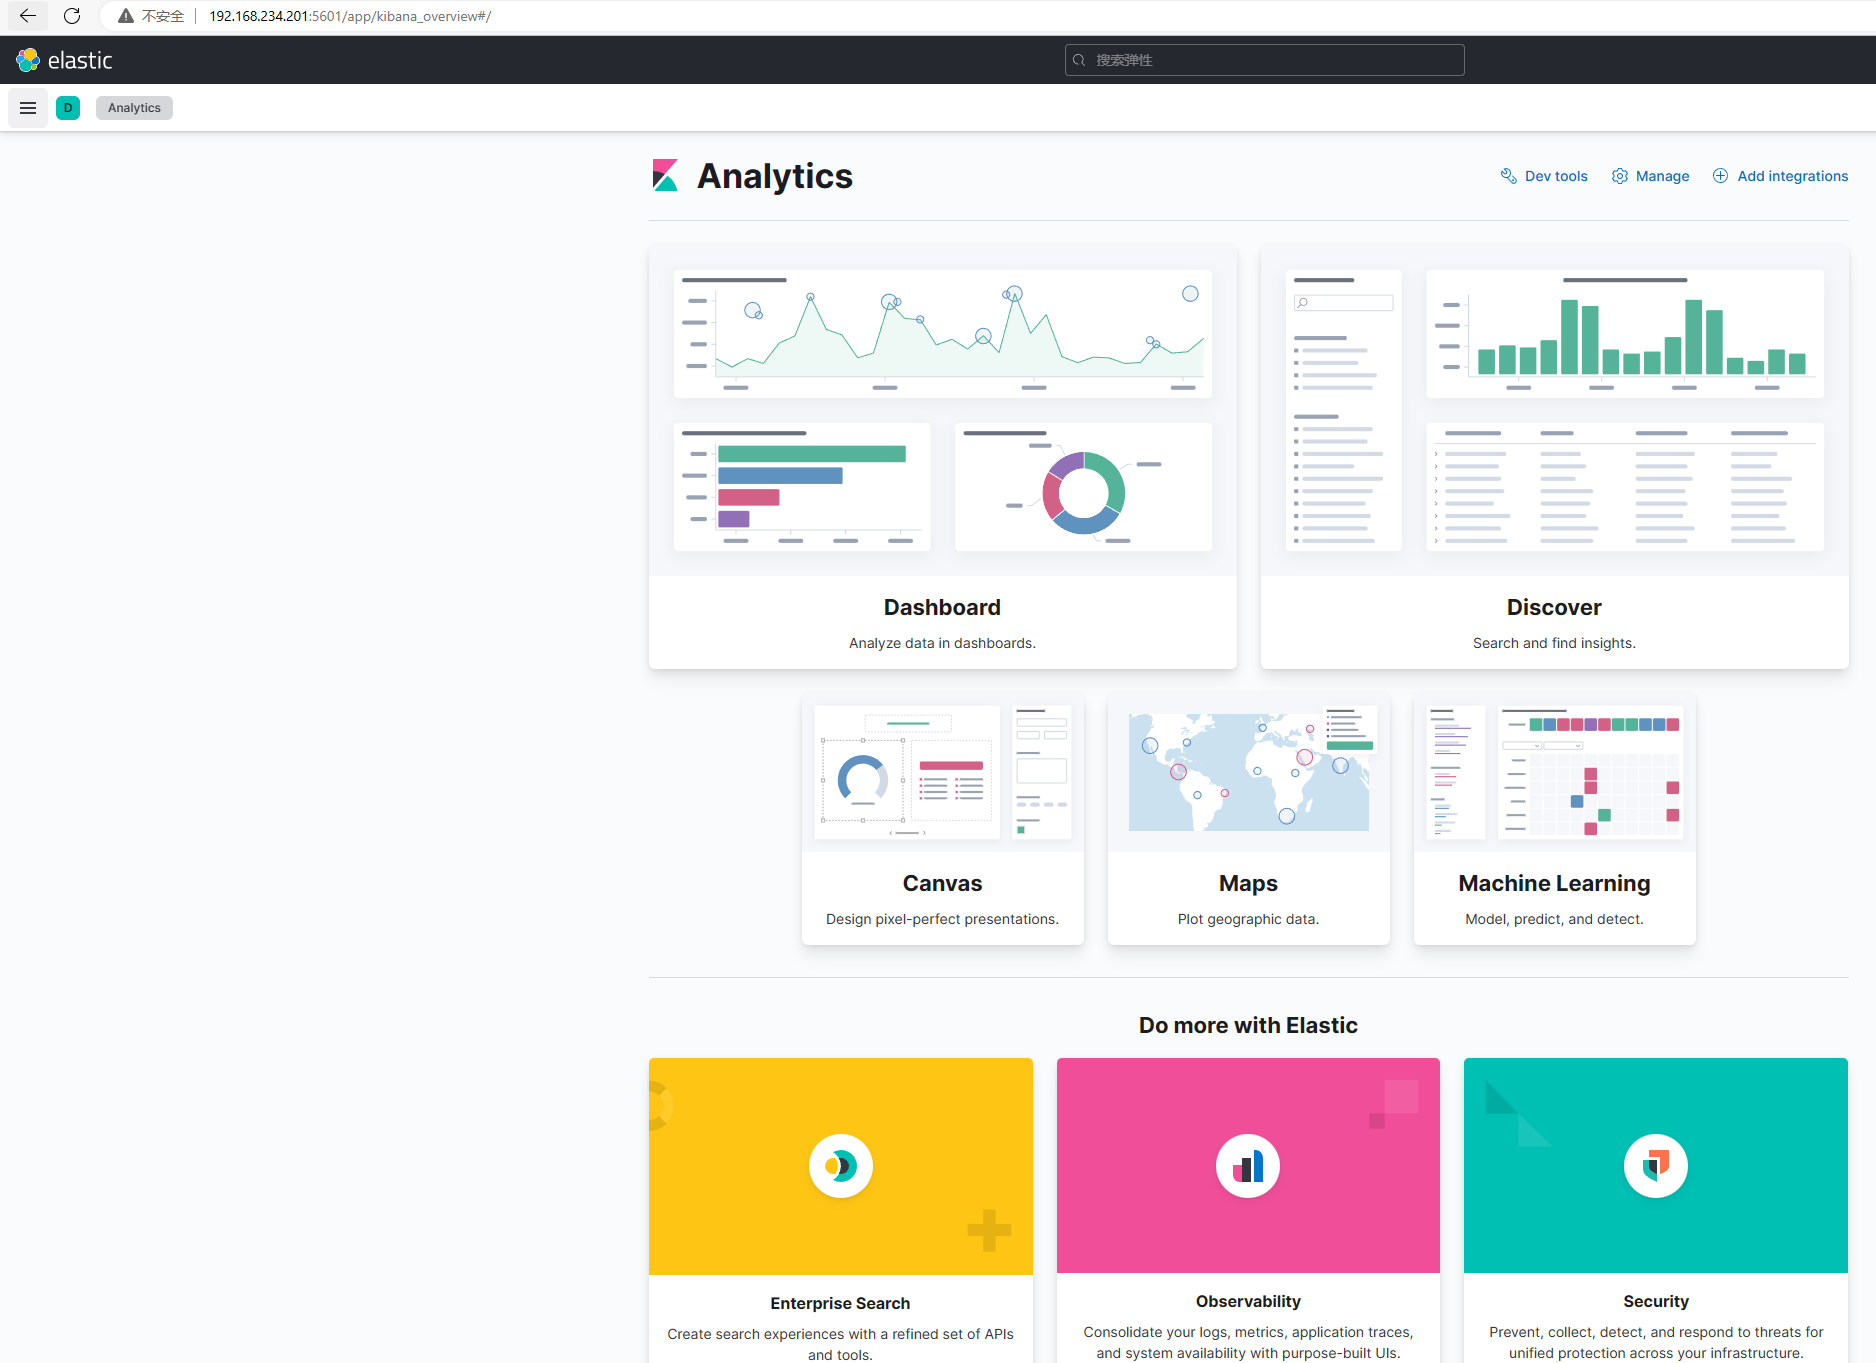 不安全
192.168.234.201:5601/app/kibana_overview#/
elastic
搜索弹性
D
Analytics
Analytics
Dev tools
Manage
Add integrations
Dashboard
Analyze data in dashboards.
Discover
Search and find insights.
Canvas
Design pixel-perfect presentations.
Maps
Plot geographic data.
Machine Learning
Model, predict, and detect.
Do more with Elastic
Enterprise Search
Create search experiences with a refined set of APIs
and tools.
Observability
Consolidate your logs, metrics, application traces,
and system availability with purpose-built UIs.
Security
Prevent, collect, detect, and respond to threats for
unified protection across your infrastructure.